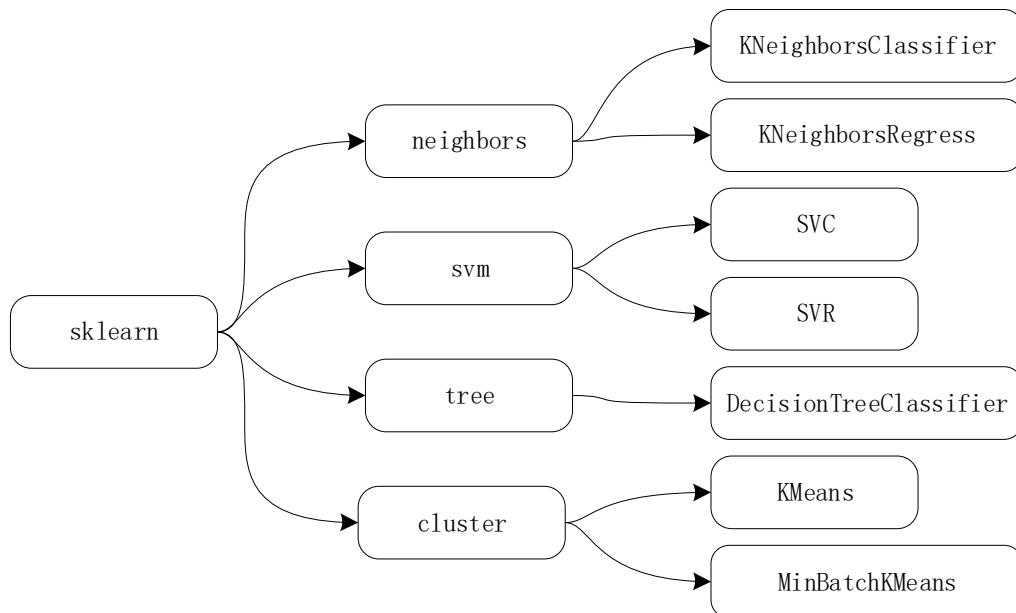 sklearn
neighbors
KNeighborsClassifier
KNeighborsRegress
svm
SVC
SVR
tree
DecisionTreeClassifier
cluster
KMeans
MinBatchKMeans